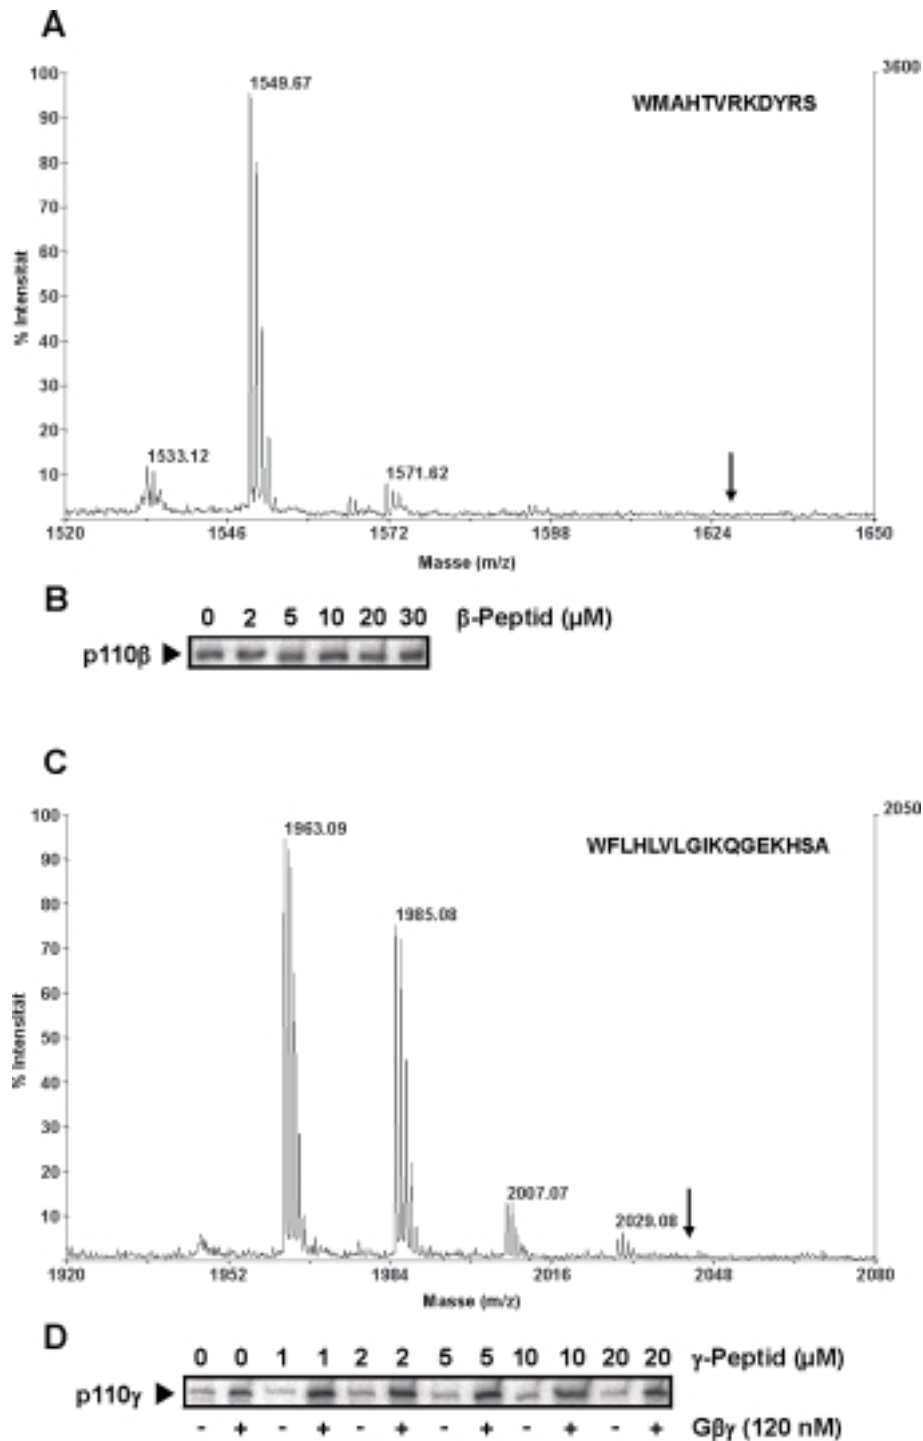 A
100
1549.67
3600
WMAHTVRKDYRS
90
80
70
60
50
40
30
20
10
% Intensität
1533.12
1571.62
1520
1546
1572
1598
1624
1650
Masse (m/z)
B
0 2 5 10 20 30 β-Peptid (µM)
p110β
C
100
1963.09
2050
WFLHLVLGIKQGEKHSA
90
80
1985.08
70
60
50
40
30
20
10
% Intensität
2007.07
2029.08
1920
1952
1984
2016
2048
2080
Masse (m/z)
D
0 0 1 1 2 2 5 5 10 10 20 20 γ-Peptid (µM)
p110γ
- + - + - + - + - + - + Gβγ (120 nM)